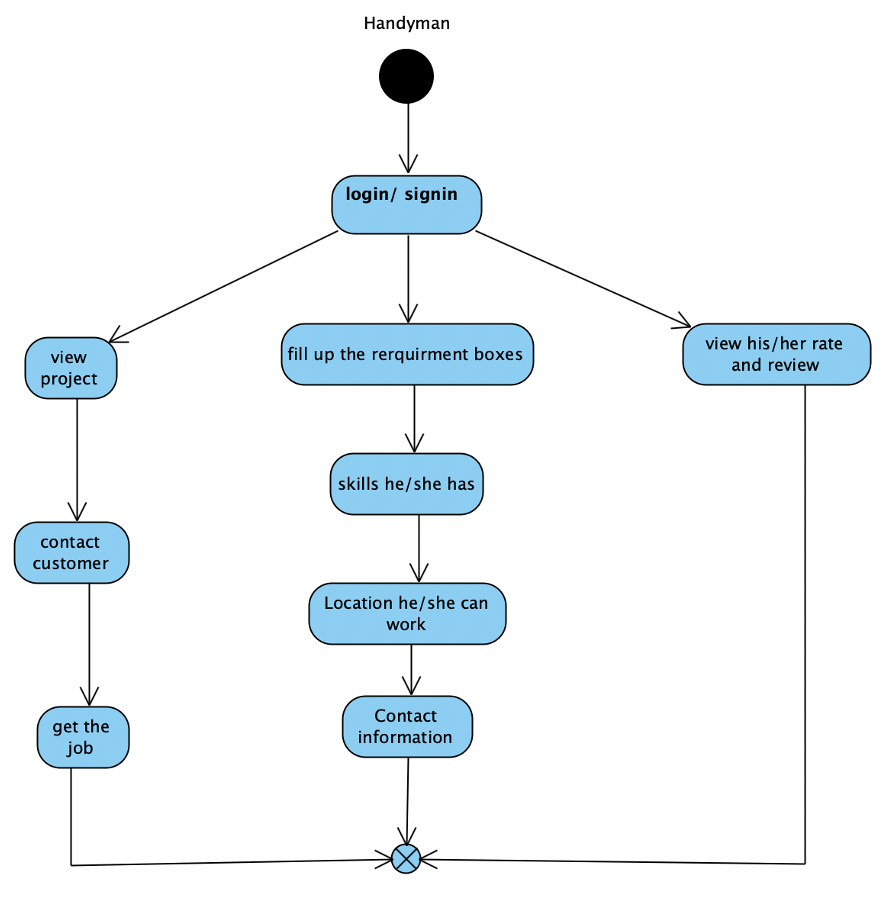 Handyman
login/ signin
view
project
fill up the rerquirment boxes
view his/her rate
and review
skills he/she has
contact
customer
Location he/she can
work
get the
job
Contact
information